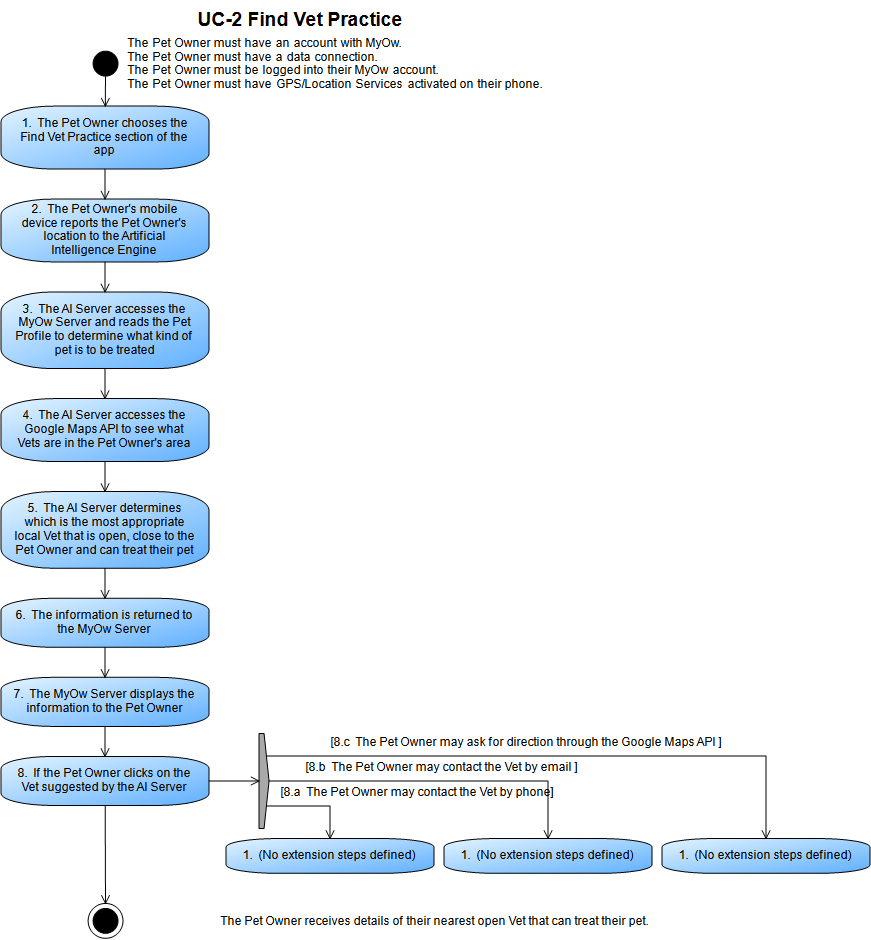 UC-2 Find Vet Practice
The Pet Owner must have an account with MyOw.
The Pet Owner must have a data connection.
The Pet Owner must be logged into their MyOw account.
The Pet Owner must have GPS/Location Services activated on their phone.
1. The Pet Owner chooses the
Find Vet Practice section of the
app
2. The Pet Owner's mobile
device reports the Pet Owner's
location to the Artificial
Intelligence Engine
3. The AI Server accesses the
MyOw Server and reads the Pet
Profile to determine what kind of
pet is to be treated
4. The AI Server accesses the
Google Maps API to see what
Vets are in the Pet Owner's area
5. The AI Server determines
which is the most appropriate
local Vet that is open, close to the
Pet Owner and can treat their pet
6. The information is returned to
the MyOw Server
7. The MyOw Server displays the
information to the Pet Owner
8. If the Pet Owner clicks on the
Vet suggested by the AI Server
[8.c The Pet Owner may ask for direction through the Google Maps API ]
[8.b The Pet Owner may contact the Vet by email ]
[8.a The Pet Owner may contact the Vet by phone]
1. (No extension steps defined)
1. (No extension steps defined)
1. (No extension steps defined)
The Pet Owner receives details of their nearest open Vet that can treat their pet.